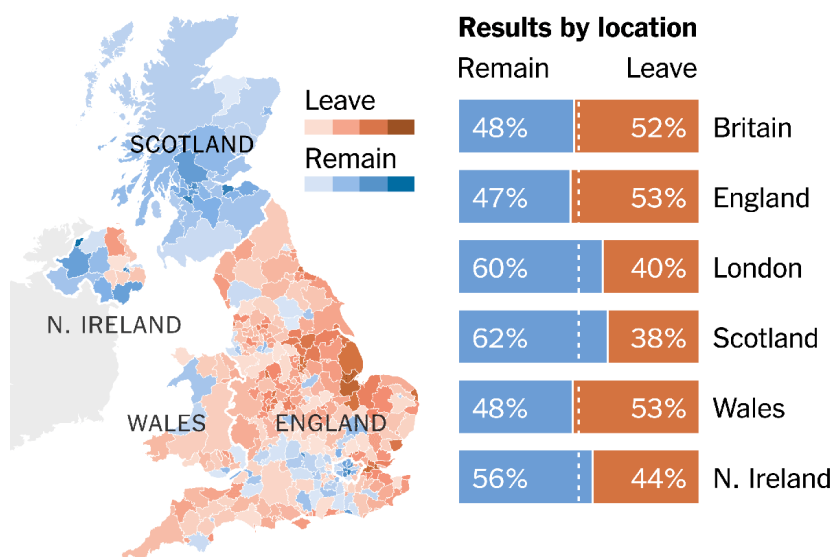 Leave
Remain
SCOTLAND
N. IRELAND
WALES
ENGLAND
Results by location
Remain Leave
48% 52% Britain
47% 53% England
60% 40% London
62% 38% Scotland
48% 53% Wales
56% 44% N. Ireland